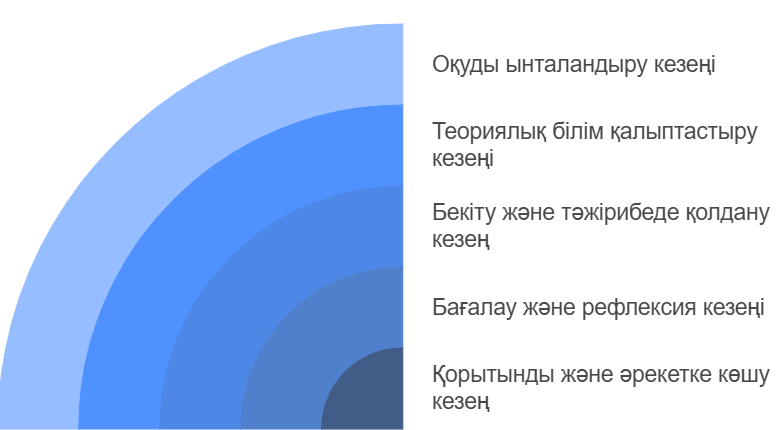 Оқуды ынталандыру кезеңі
Теориялық білім қалыптастыру
кезеңі
Бекіту және тәжірибеде қолдану
кезең
Бағалау және рефлексия кезеңі
Қорытынды және әрекетке көшу
кезең